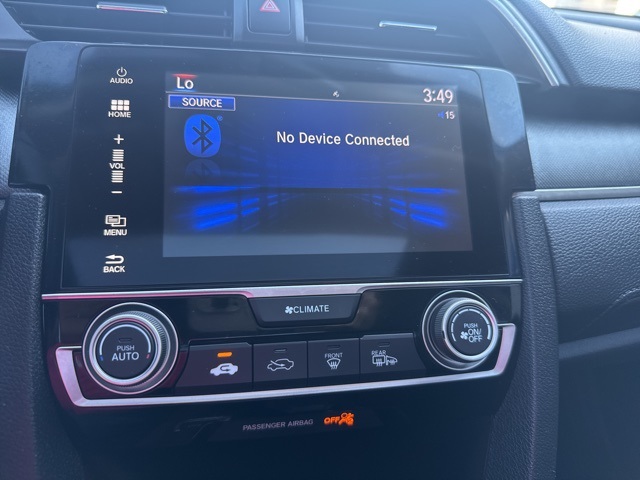 AUDIO
HOME
+
VOL
-
MENU
BACK
Lo
3:49
SOURCE
15
No Device Connected
CLIMATE
PUSH
AUTO
FRONT
REAR
PUSH
ON/
OFF
PASSENGER AIRBAG OFF